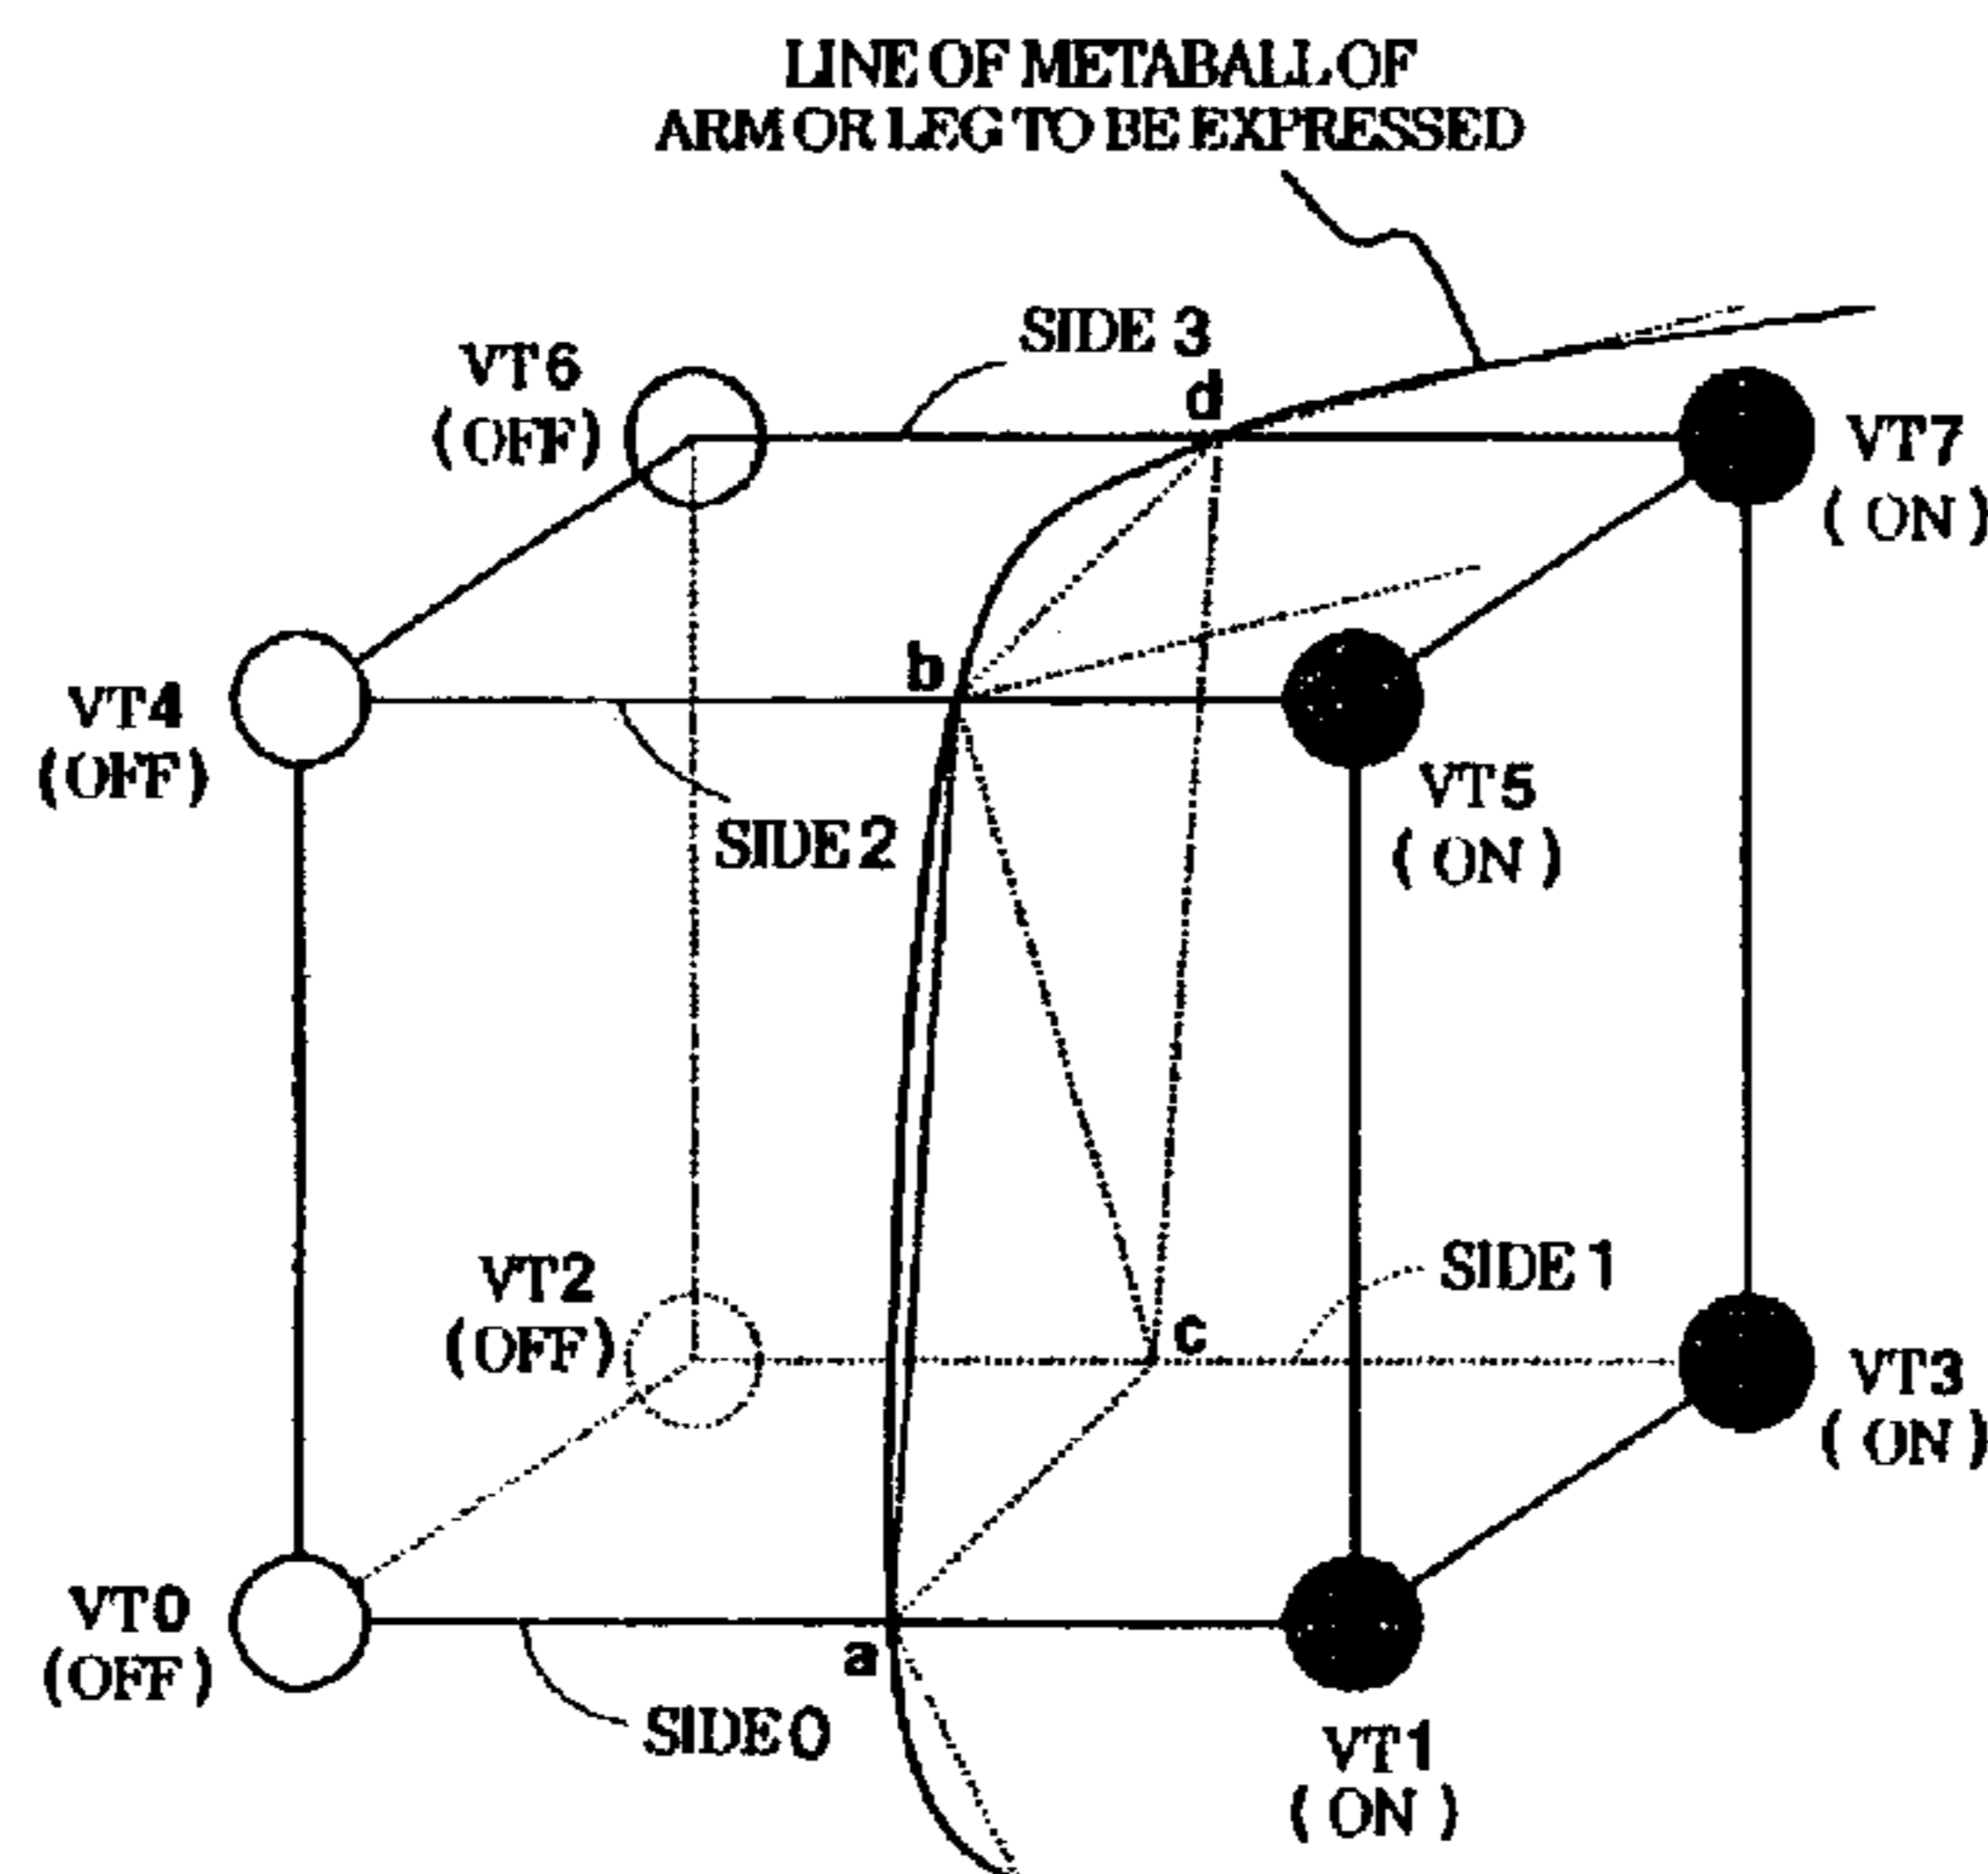 LINE OF METABALL OF
ARM OR LEG TO BE EXPRESSED
SIDE 3
VT6
(OFF)
d
VT7
(ON)
b
VT4
(OFF)
VT5
(ON)
SIDE 2
VT2
(OFF)
SIDE 1
c
VT3
(ON)
VT0
(OFF)
a
SIDE 0
VT1
(ON)